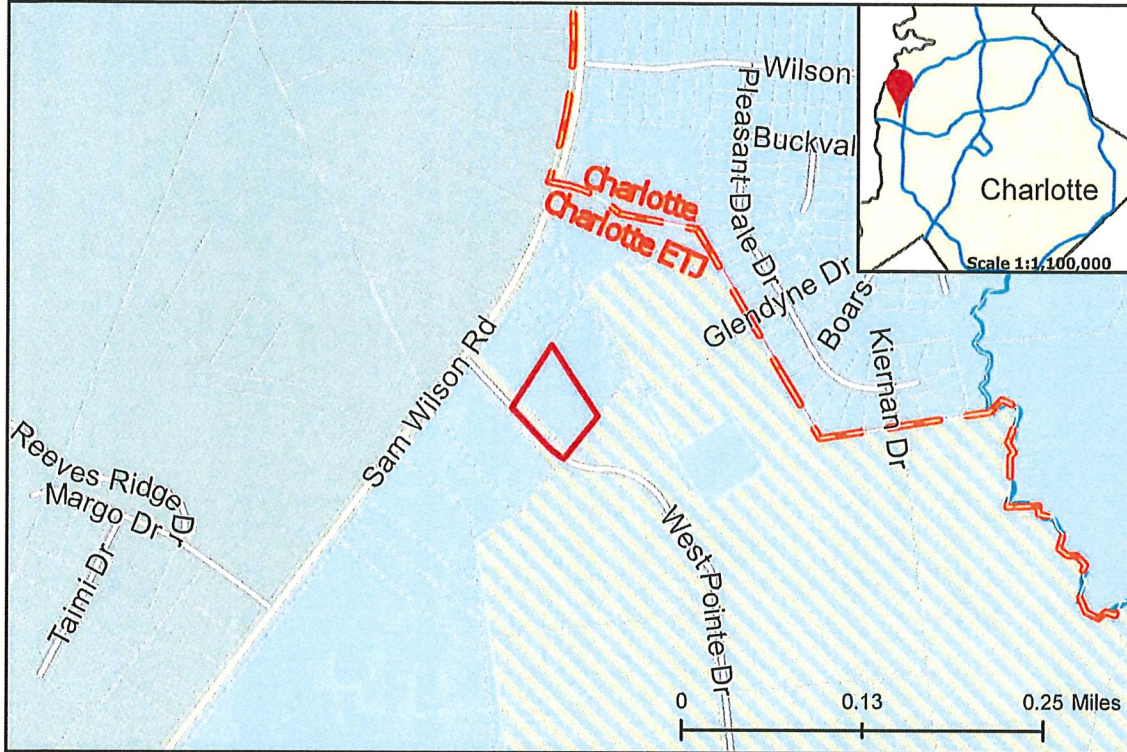 Wilson
Pleasant Dale Dr
Buckval
Charlotte
Scale 1:1,100,000
Charlotte
Charlotte ETJ
Glendyne Dr
Boars
Kiernan Dr
Sam Wilson Rd
Reeves Ridge Dr
Margo Dr
Taimi Dr
West Pointe Dr
0 0.13 0.25 Miles